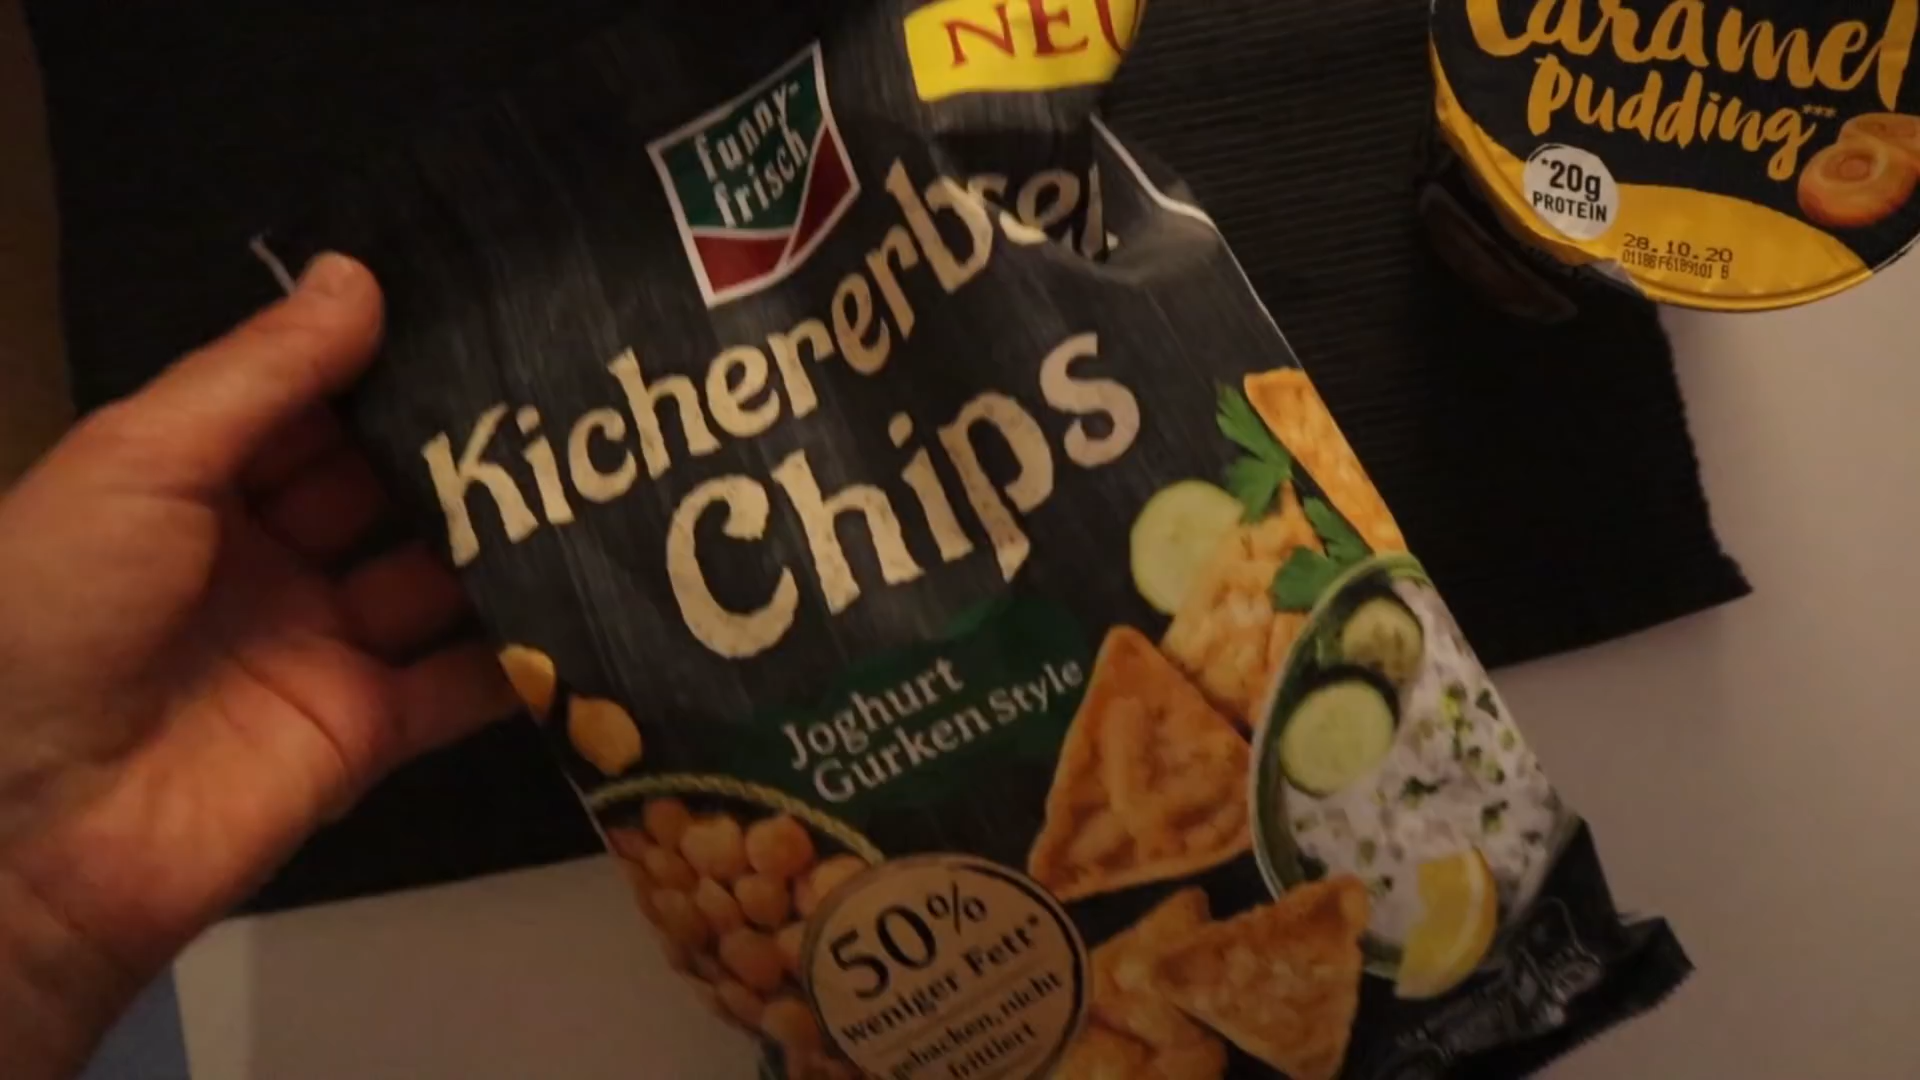 NEU
funny-
frisch
Kichererbsen
Chips
Joghurt
Gurken Style
50%
weniger Fett*
gebacken, nicht
frittiert
Caramel
Pudding***
*20g
PROTEIN
28.10.20